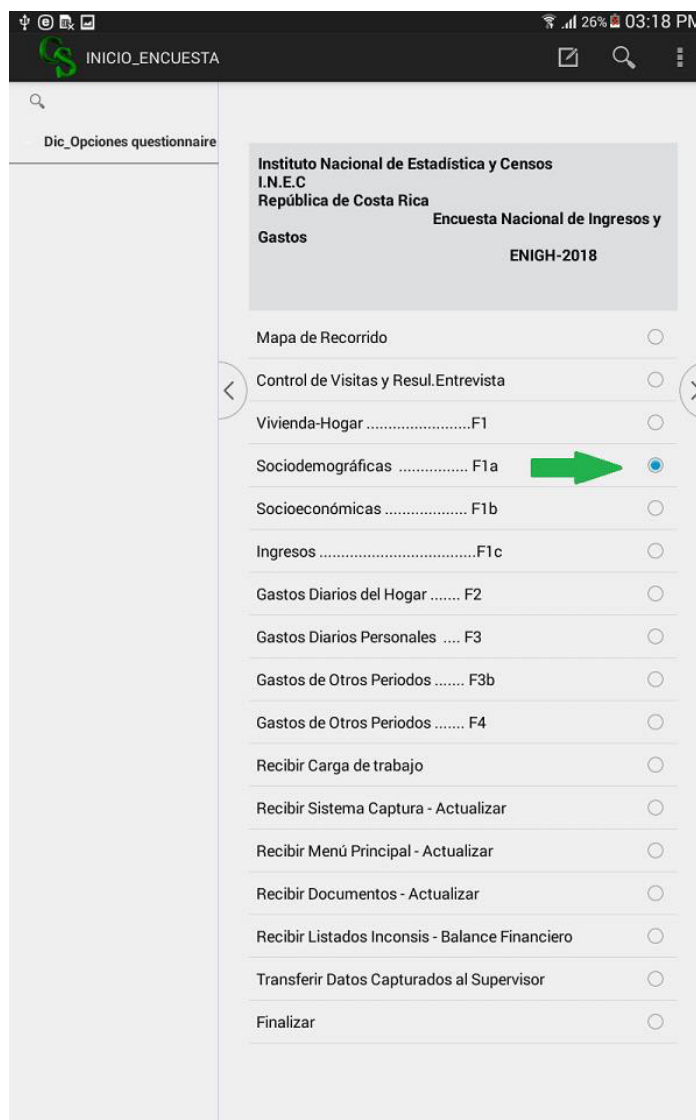 26% 03:18 PM
INICIO_ENCUESTA
Dic_Opciones questionnaire
Instituto Nacional de Estadística y Censos
I.N.E.C
República de Costa Rica
Encuesta Nacional de Ingresos y
Gastos
ENIGH-2018
Mapa de Recorrido
Control de Visitas y Resul.Entrevista
Vivienda-Hogar ........................F1
Sociodemográficas ................ F1a
Socioeconómicas ................... F1b
Ingresos ....................................F1c
Gastos Diarios del Hogar ....... F2
Gastos Diarios Personales .... F3
Gastos de Otros Periodos ....... F3b
Gastos de Otros Periodos ....... F4
Recibir Carga de trabajo
Recibir Sistema Captura - Actualizar
Recibir Menú Principal - Actualizar
Recibir Documentos - Actualizar
Recibir Listados Inconsis - Balance Financiero
Transferir Datos Capturados al Supervisor
Finalizar